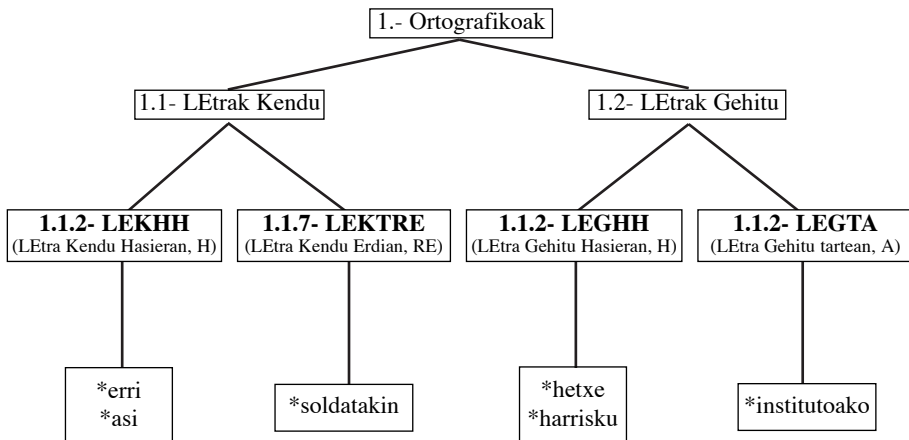 1.- Ortografikoak
1.1- LEtrak Kendu
1.2- LEtrak Gehitu
1.1.2- LEKHH
(LEtra Kendu Hasieran, H)
1.1.7- LEKTRE
(LEtra Kendu Erdian, RE)
1.1.2- LEGHH
(LEtra Gehitu Hasieran, H)
1.1.2- LEGTA
(LEtra Gehitu tartean, A)
*erri
*asi
*soldatakin
*hetxe
*harrisku
*institutoako